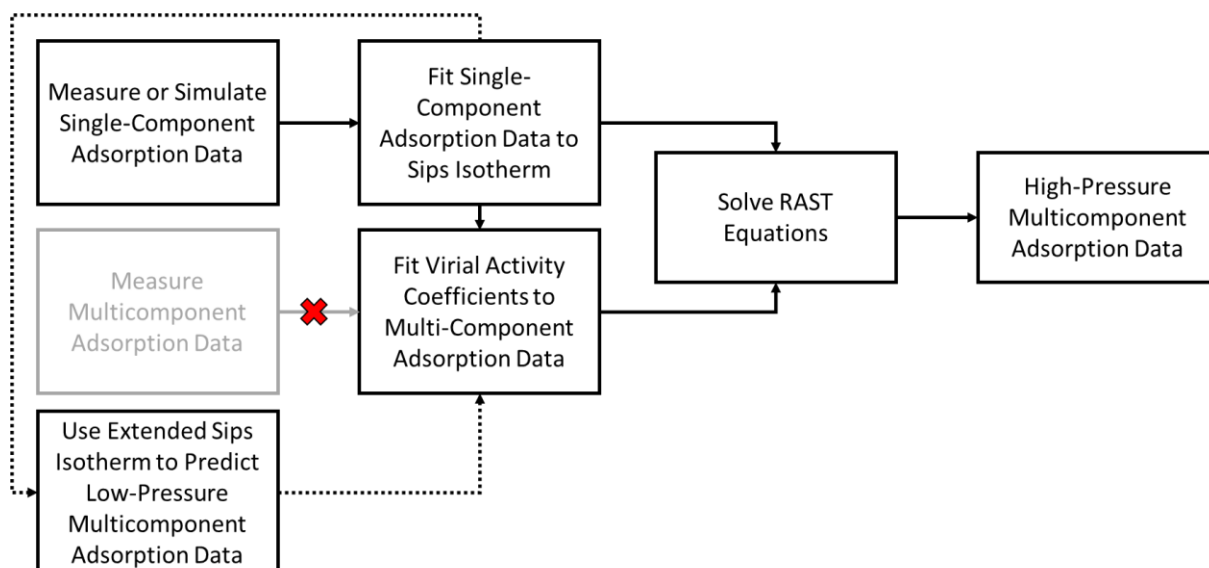 Measure or Simulate
Single-Component
Adsorption Data
Fit Single-
Component
Adsorption Data to
Sips Isotherm
Solve RAST
Equations
High-Pressure
Multicomponent
Adsorption Data
Measure
Multicomponent
Adsorption Data
Fit Virial Activity
Coefficients to
Multi-Component
Adsorption Data
Use Extended Sips
Isotherm to Predict
Low-Pressure
Multicomponent
Adsorption Data